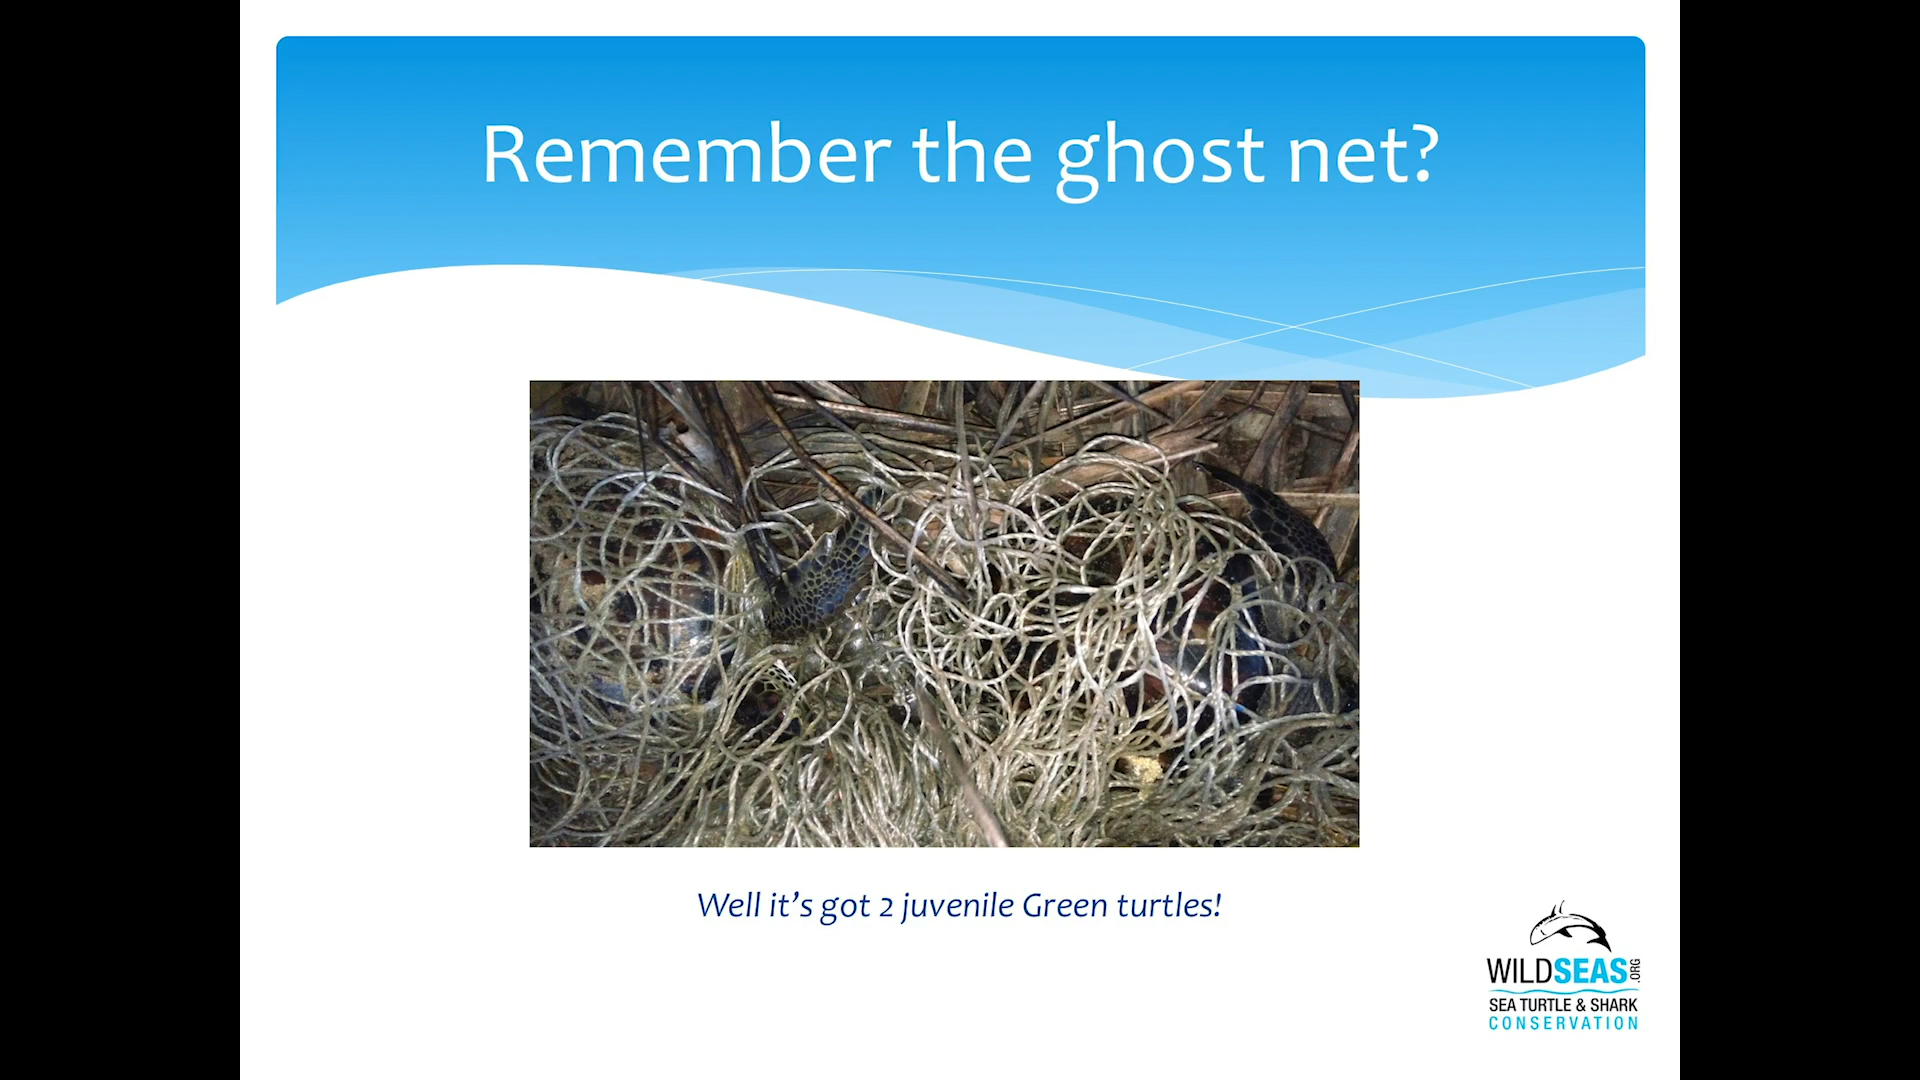 Remember the ghost net?
Well it’s got 2 juvenile Green turtles!
WILDSEAS.ORG
SEA TURTLE & SHARK
CONSERVATION